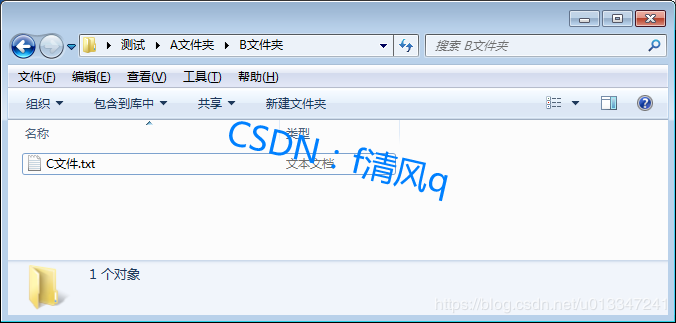 测试 ▸ A文件夹 ▸ B文件夹
搜索 B文件夹
文件(F) 编辑(E) 查看(V) 工具(T) 帮助(H)
组织 包含到库中 共享 新建文件夹
名称 类型
C文件.txt 文本文档
CSDN：f清风q
1 个对象
https://blog.csdn.net/u013347241